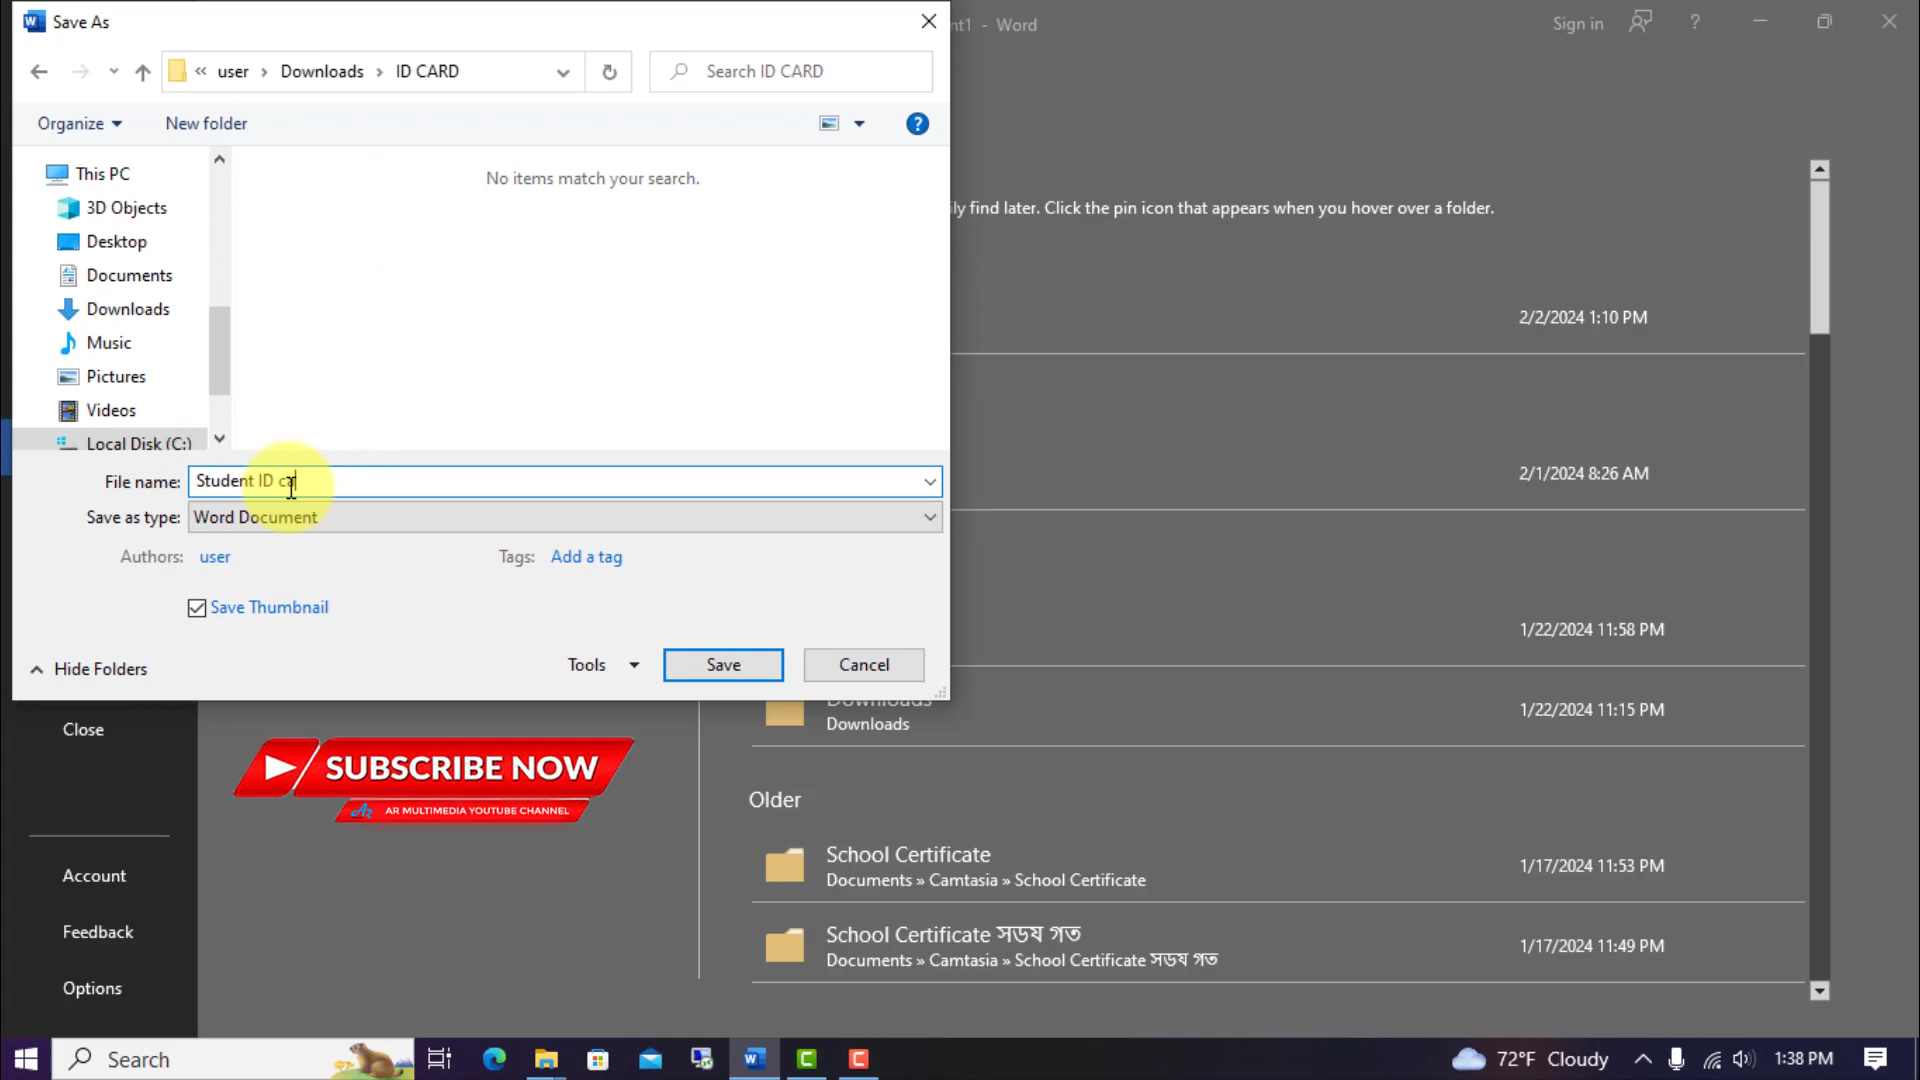 Save As
nt1 - Word
Sign in
?
« user > Downloads > ID CARD
Search ID CARD
Organize
New folder
?
This PC
3D Objects
Desktop
Documents
Downloads
Music
Pictures
Videos
Local Disk (C:)
No items match your search.
ily find later. Click the pin icon that appears when you hover over a folder.
2/2/2024 1:10 PM
2/1/2024 8:26 AM
File name: Student ID ca
Save as type: Word Document
Authors: user
Tags: Add a tag
Save Thumbnail
1/22/2024 11:58 PM
Hide Folders
Tools
Save
Cancel
Downloads
Downloads
1/22/2024 11:15 PM
Close
SUBSCRIBE NOW
AR MULTIMEDIA YOUTUBE CHANNEL
Older
School Certificate
Documents » Camtasia » School Certificate
1/17/2024 11:53 PM
Account
School Certificate সডয গত
Documents » Camtasia » School Certificate সডয গত
1/17/2024 11:49 PM
Feedback
Options
Search
72°F Cloudy
1:38 PM